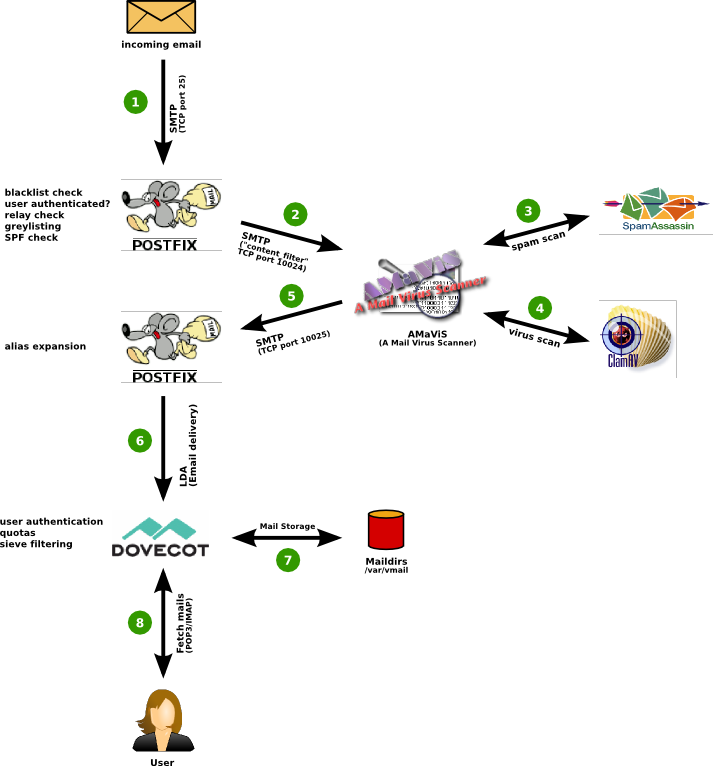 incoming email
1
SMTP
(TCP port 25)
blacklist check
user authenticated?
relay check
greylisting
SPF check
MAIL
POSTFIX
2
SMTP
("content_filter"
TCP port 10024)
AMaViS
A Mail Virus Scanner
AMaViS
(A Mail Virus Scanner)
3
spam scan
SpamAssassin
4
virus scan
ClamAV
5
SMTP
(TCP port 10025)
alias expansion
MAIL
POSTFIX
6
LDA
(Email delivery)
user authentication
quotas
sieve filtering
DOVECOT
Mail Storage
7
Maildirs
/var/vmail
8
Fetch mails
(POP3/IMAP)
User